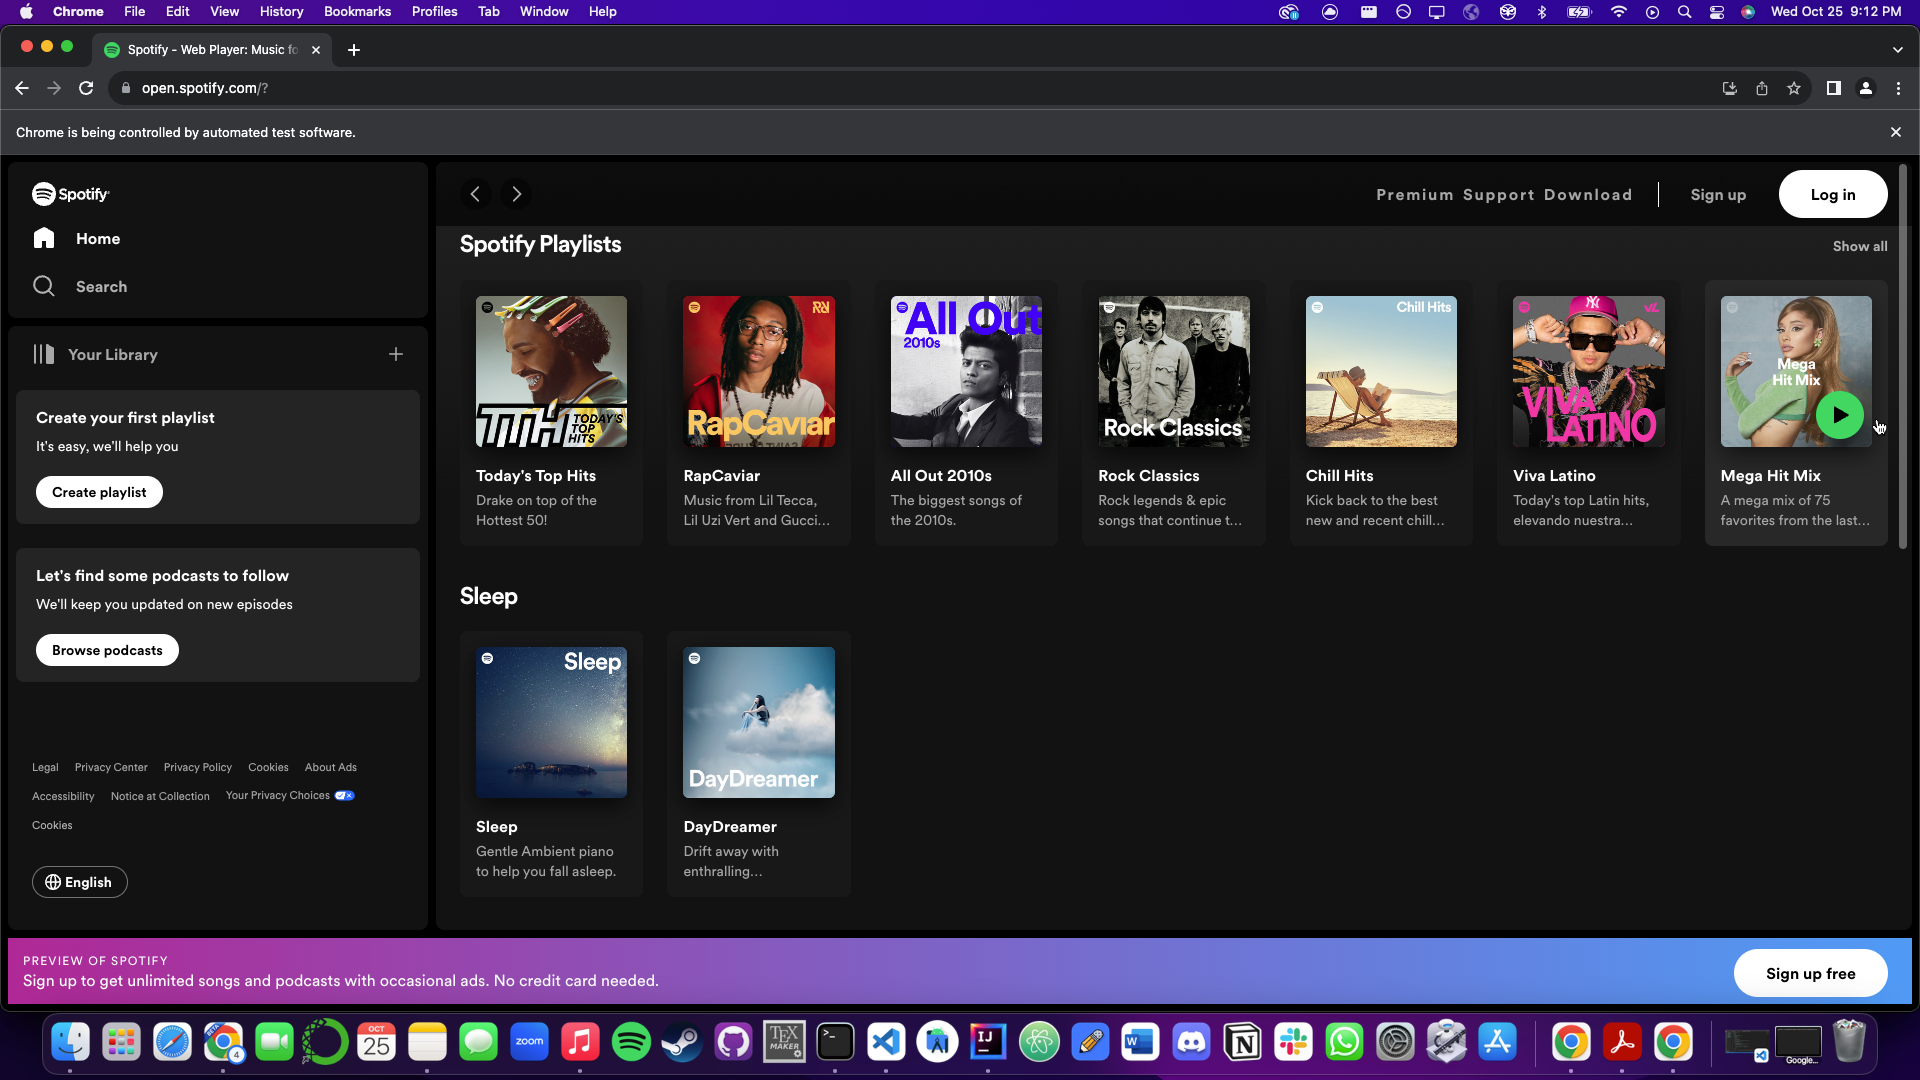 Chrome File Edit View History Bookmarks Profiles Tab Window Help
Wed Oct 25 9:12 PM
Spotify - Web Player: Music fo
open.spotify.com/?
Chrome is being controlled by automated test software.
Spotify
Home
Search
Your Library
Create your first playlist
It's easy, we'll help you
Create playlist
Let's find some podcasts to follow
We'll keep you updated on new episodes
Browse podcasts
Legal Privacy Center Privacy Policy Cookies About Ads
Accessibility Notice at Collection Your Privacy Choices
Cookies
English
Premium Support Download
Sign up
Log in
Spotify Playlists
Show all
TODAY'S
TOP
HITS
Today's Top Hits
Drake on top of the
Hottest 50!
RapCaviar
RapCaviar
Music from Lil Tecca,
Lil Uzi Vert and Gucci...
All Out
2010s
All Out 2010s
The biggest songs of
the 2010s.
Rock Classics
Rock Classics
Rock legends & epic
songs that continue t...
Chill Hits
Chill Hits
Kick back to the best
new and recent chill...
VIVA
LATINO
Viva Latino
Today's top Latin hits,
elevando nuestra...
Mega
Hit Mix
Mega Hit Mix
A mega mix of 75
favorites from the last...
Sleep
Sleep
Sleep
Gentle Ambient piano
to help you fall asleep.
DayDreamer
DayDreamer
Drift away with
enthralling...
PREVIEW OF SPOTIFY
Sign up to get unlimited songs and podcasts with occasional ads. No credit card needed.
Sign up free
BETA
4
OCT
25
zoom
TEX
MAKER
IJ
W
Google...